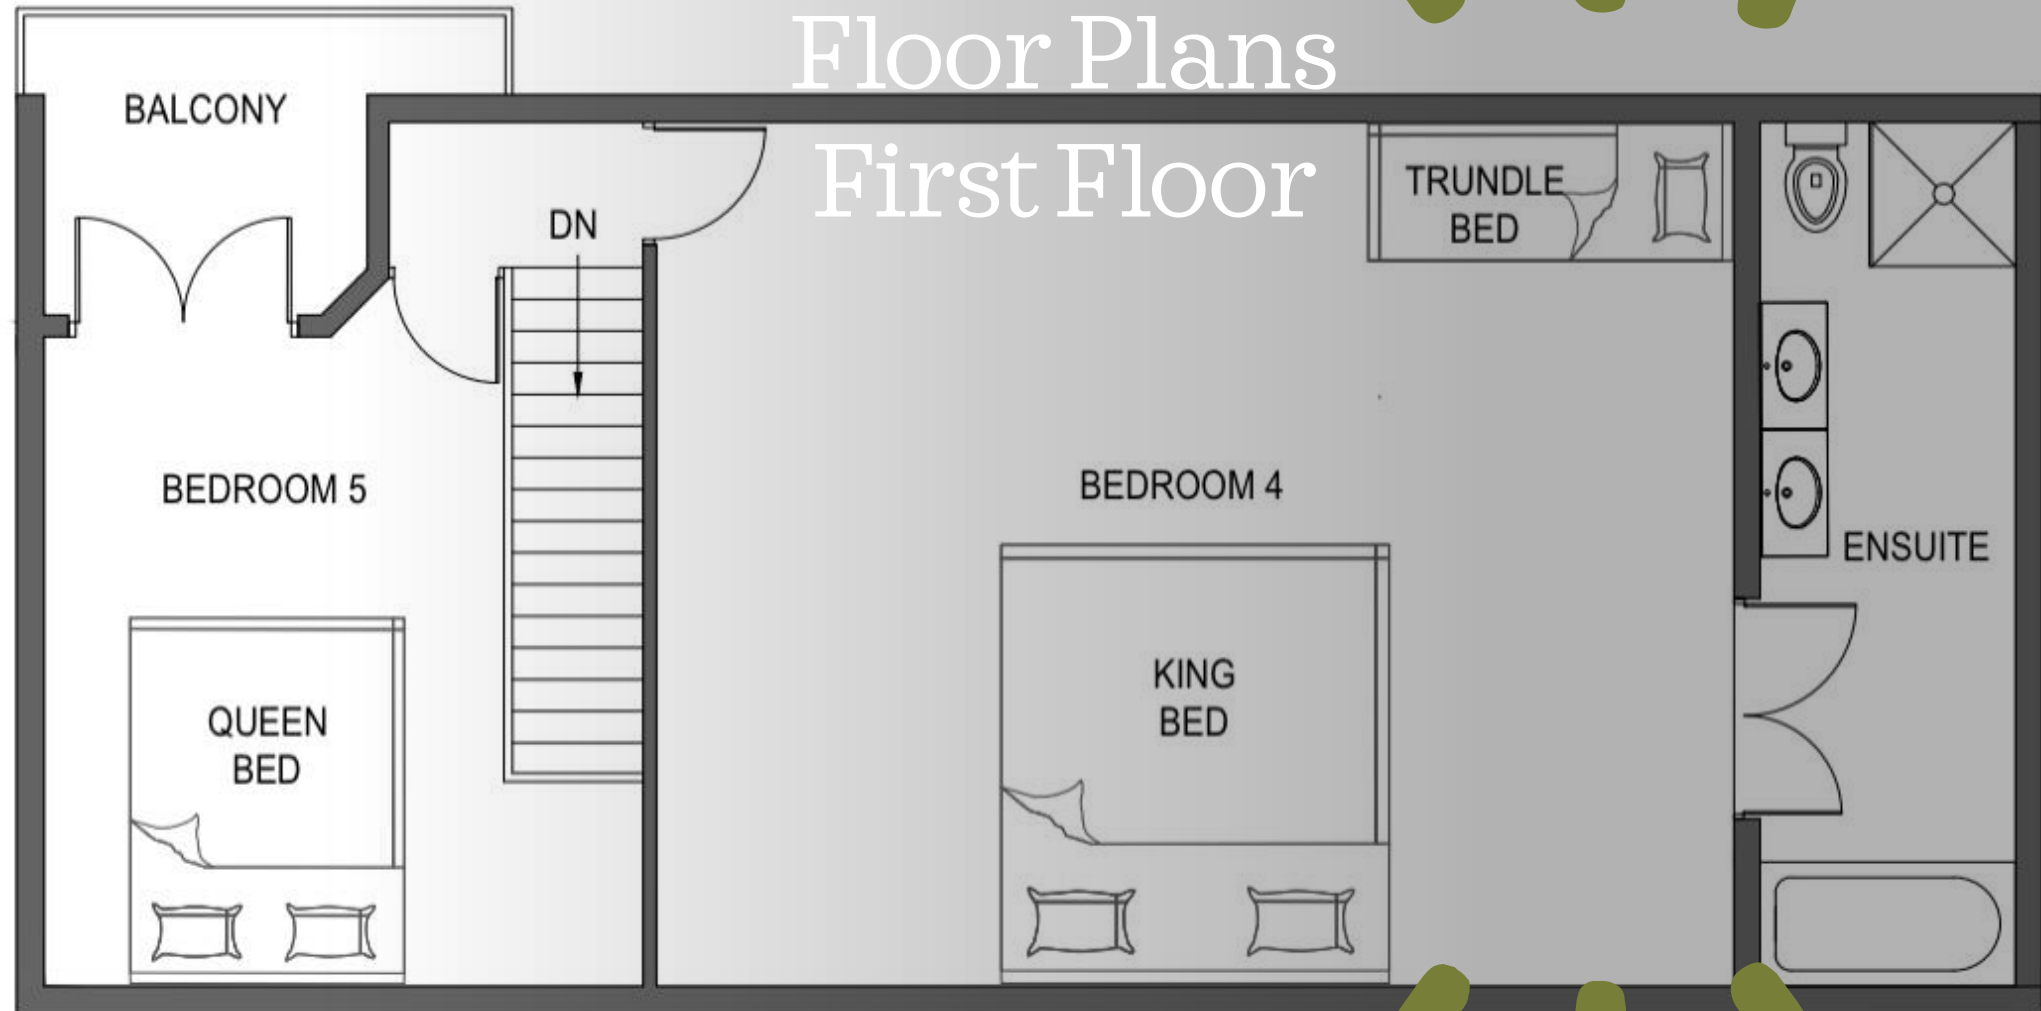 Floor Plans
First Floor
BALCONY
DN
TRUNDLE
BED
BEDROOM 5
BEDROOM 4
ENSUITE
QUEEN
BED
KING
BED